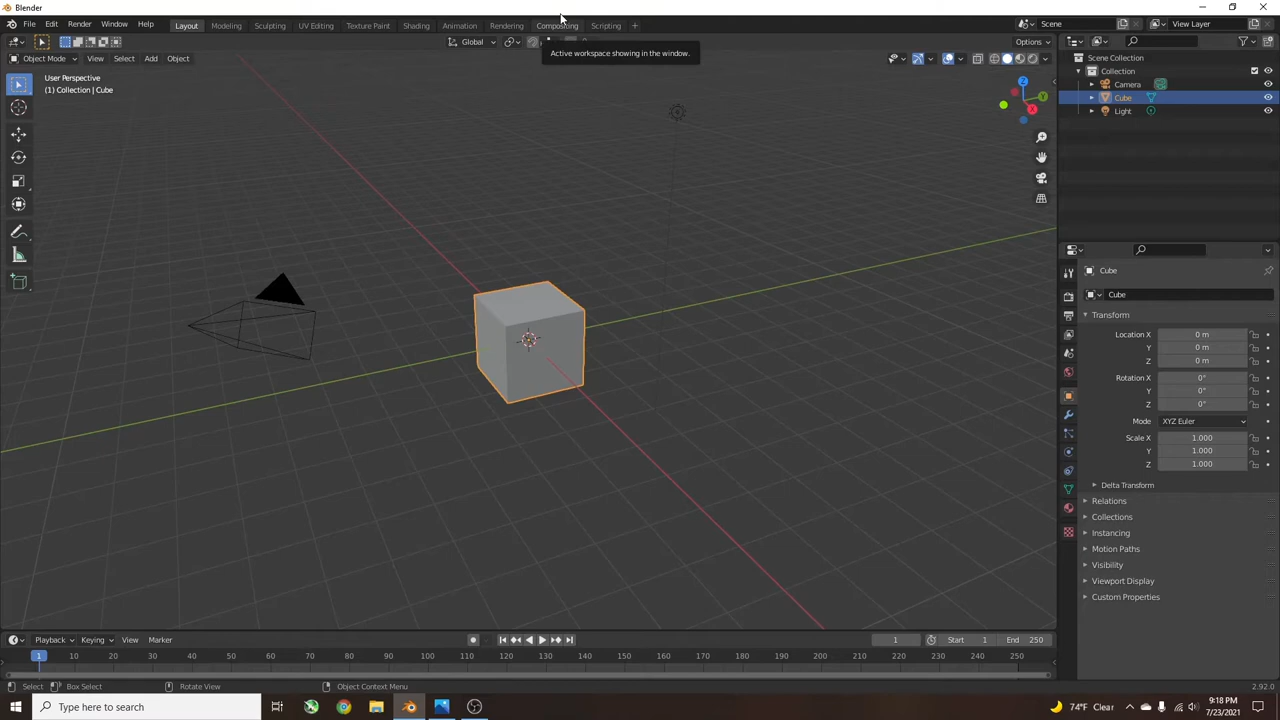 Blender
File Edit Render Window Help Layout Modeling Sculpting UV Editing Texture Paint Shading Animation Rendering Compositing Scripting + Scene View Layer
Global Options
Active workspace showing in the window.
Object Mode View Select Add Object
User Perspective
(1) Collection | Cube
Z
Y
X
Scene Collection
Collection
Camera
Cube
Light
Cube
Cube
Transform
Location X 0 m
Y 0 m
Z 0 m
Rotation X 0°
Y 0°
Z 0°
Mode XYZ Euler
Scale X 1.000
Y 1.000
Z 1.000
Delta Transform
Relations
Collections
Instancing
Motion Paths
Visibility
Viewport Display
Custom Properties
Playback Keying View Marker 1 Start 1 End 250
1 10 20 30 40 50 60 70 80 90 100 110 120 130 140 150 160 170 180 190 200 210 220 230 240 250
Select Box Select Rotate View Object Context Menu 2.92.0
Type here to search 74°F Clear 9:18 PM
7/23/2021